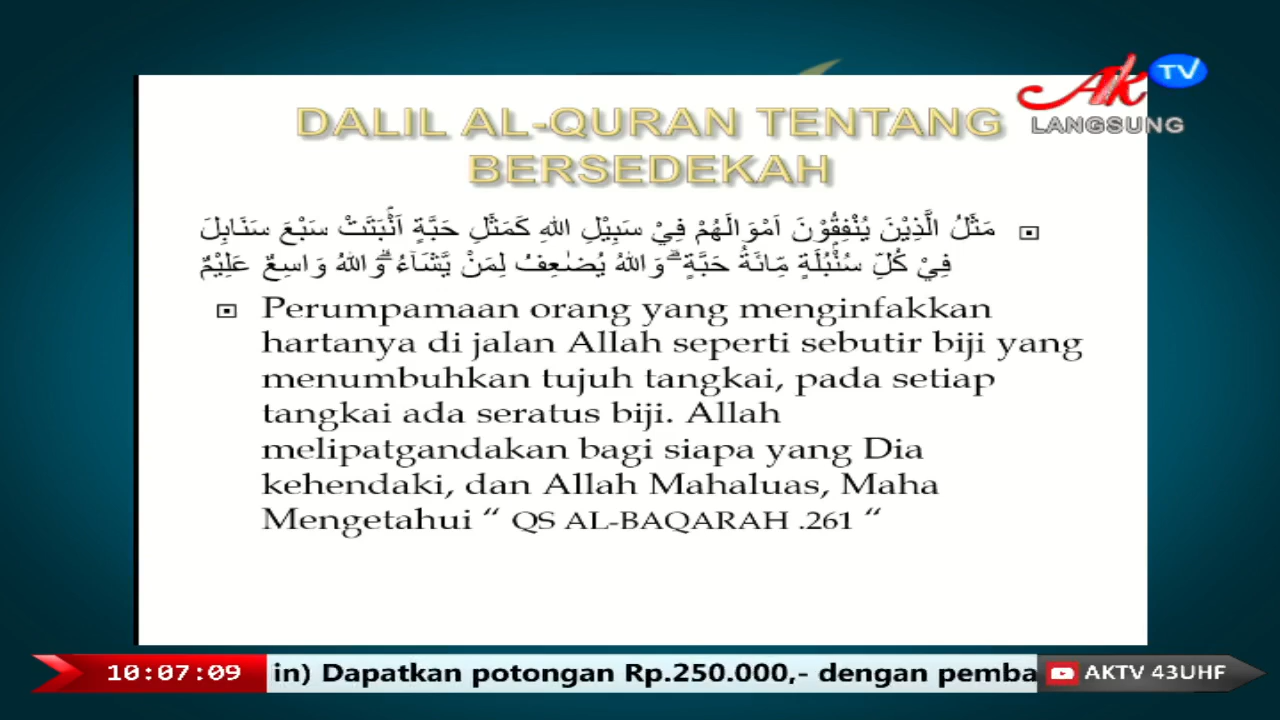 Ak TV
LANGSUNG
DALIL AL-QURAN TENTANG
BERSEDEKAH
مَثَلُ الَّذِيْنَ يُنْفِقُوْنَ اَمْوَالَهُمْ فِيْ سَبِيْلِ اللهِ كَمَثَلِ حَبَّةٍ اَنْۢبَتَتْ سَبْعَ سَنَابِلَ
فِيْ كُلِّ سُنْۢبُلَةٍ مِّائَةُ حَبَّةٍ ۗ وَاللهُ يُضٰعِفُ لِمَنْ يَّشَاۤءُ ۗ وَاللهُ وَاسِعٌ عَلِيْمٌ
Perumpamaan orang yang menginfakkan
hartanya di jalan Allah seperti sebutir biji yang
menumbuhkan tujuh tangkai, pada setiap
tangkai ada seratus biji. Allah
melipatgandakan bagi siapa yang Dia
kehendaki, dan Allah Mahaluas, Maha
Mengetahui “ QS AL-BAQARAH .261 “
10:07:09
in) Dapatkan potongan Rp.250.000,- dengan pemba
AKTV 43UHF